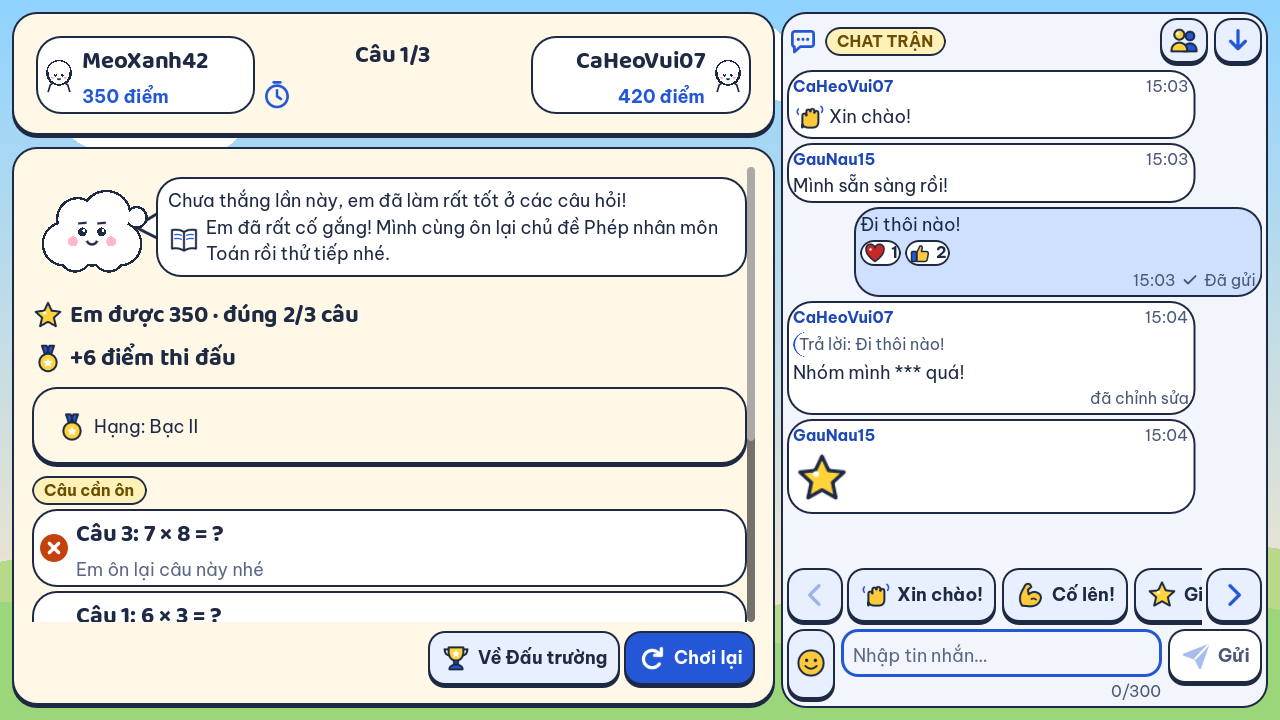 MeoXanh42
350 điểm
Câu 1/3
CaHeoVui07
420 điểm
Chưa thắng lần này, em đã làm rất tốt ở các câu hỏi!
Em đã rất cố gắng! Mình cùng ôn lại chủ đề Phép nhân môn
Toán rồi thử tiếp nhé.
Em được 350 · đúng 2/3 câu
+6 điểm thi đấu
Hạng: Bạc II
Câu cần ôn
Câu 3: 7 × 8 = ?
Em ôn lại câu này nhé
Câu 1: 6 × 3 = ?
Về Đấu trường
Chơi lại
CHAT TRẬN
CaHeoVui07 15:03
Xin chào!
GauNau15 15:03
Mình sẵn sàng rồi!
Đi thôi nào!
1 2
15:03 Đã gửi
CaHeoVui07 15:04
Trả lời: Đi thôi nào!
Nhóm mình *** quá!
đã chỉnh sửa
GauNau15 15:04
Xin chào!
Cố lên!
Gi
Nhập tin nhắn...
Gửi
0/300